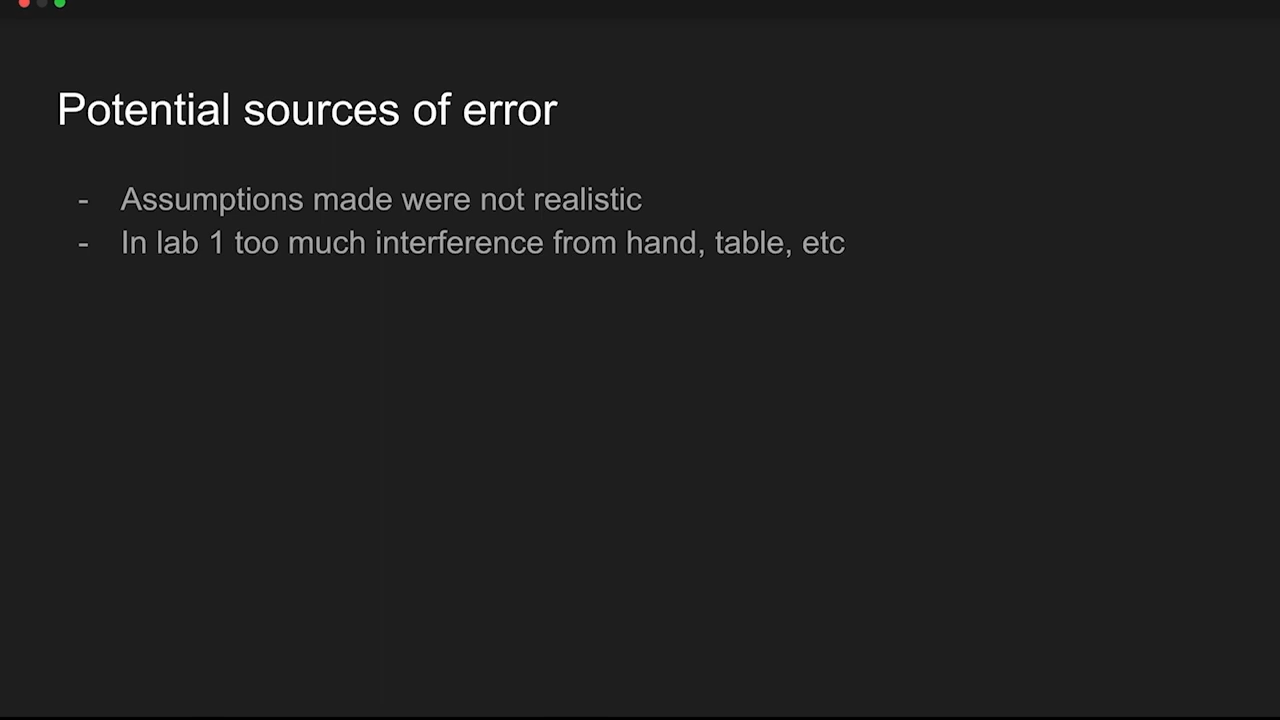 Potential sources of error
- Assumptions made were not realistic
- In lab 1 too much interference from hand, table, etc